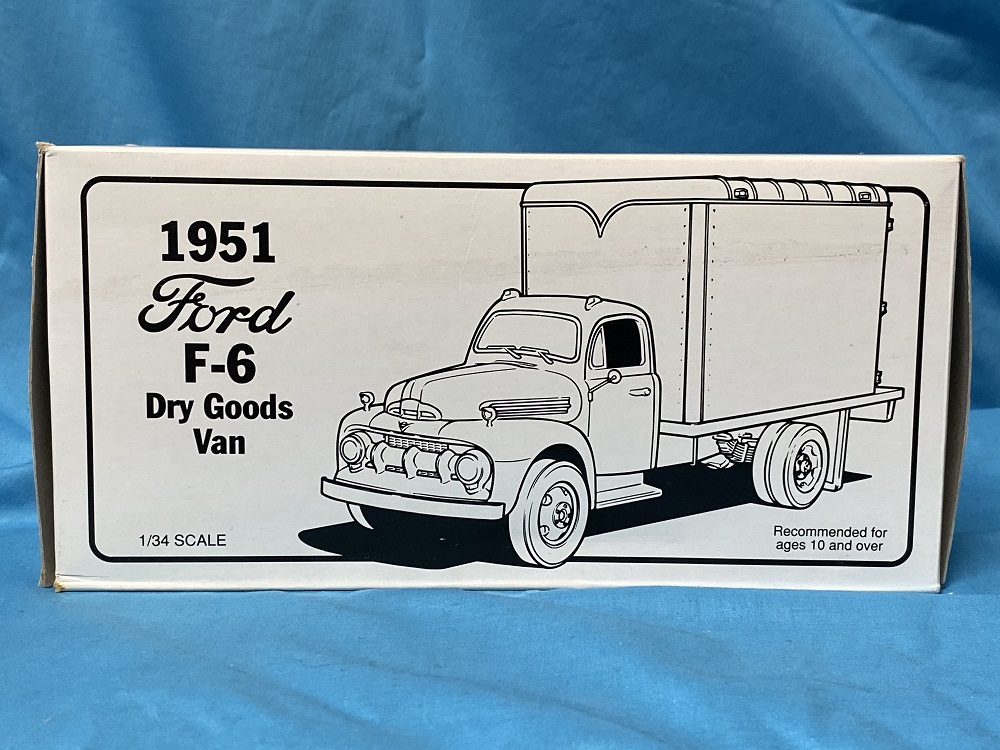 1951
Ford
F-6
Dry Goods
Van
1/34 SCALE
Recommended for
ages 10 and over